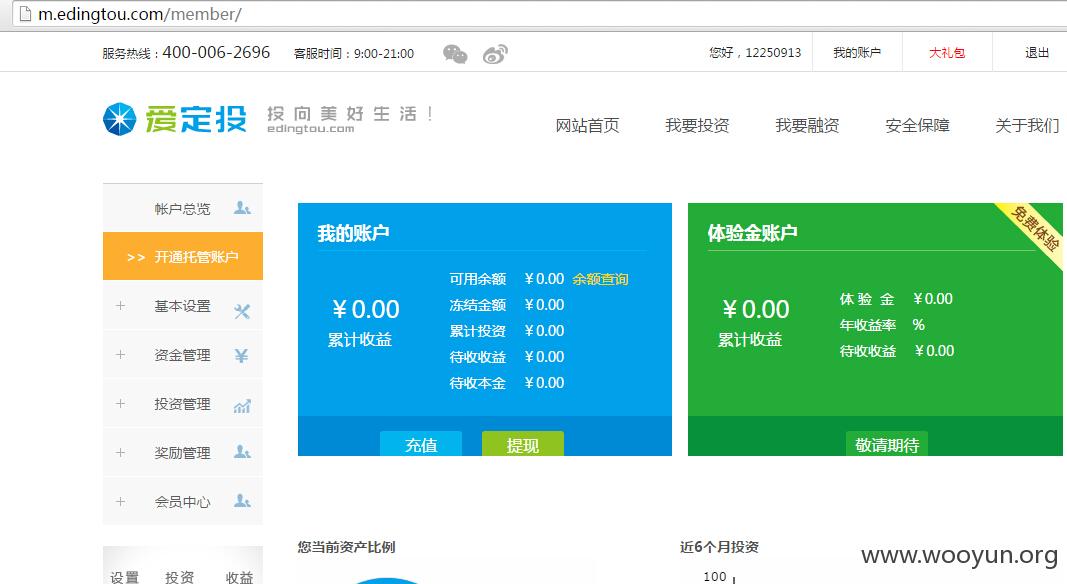 m.edingtou.com/member/
服务热线：400-006-2696 客服时间：9:00-21:00 您好，12250913 我的账户 大礼包 退出
爱定投 投向美好生活！
edingtou.com
网站首页 我要投资 我要融资 安全保障 关于我们
帐户总览
>> 开通托管账户
+ 基本设置
+ 资金管理 ¥
+ 投资管理
+ 奖励管理
+ 会员中心
设置 投资 收益
我的账户
￥0.00
累计收益
可用余额 ￥0.00 余额查询
冻结金额 ￥0.00
累计投资 ￥0.00
待收收益 ￥0.00
待收本金 ￥0.00
充值 提现
体验金账户
免费体验
￥0.00
累计收益
体 验 金 ￥0.00
年收益率 %
待收收益 ￥0.00
敬请期待
您当前资产比例
近6个月投资
100
www.wooyun.org